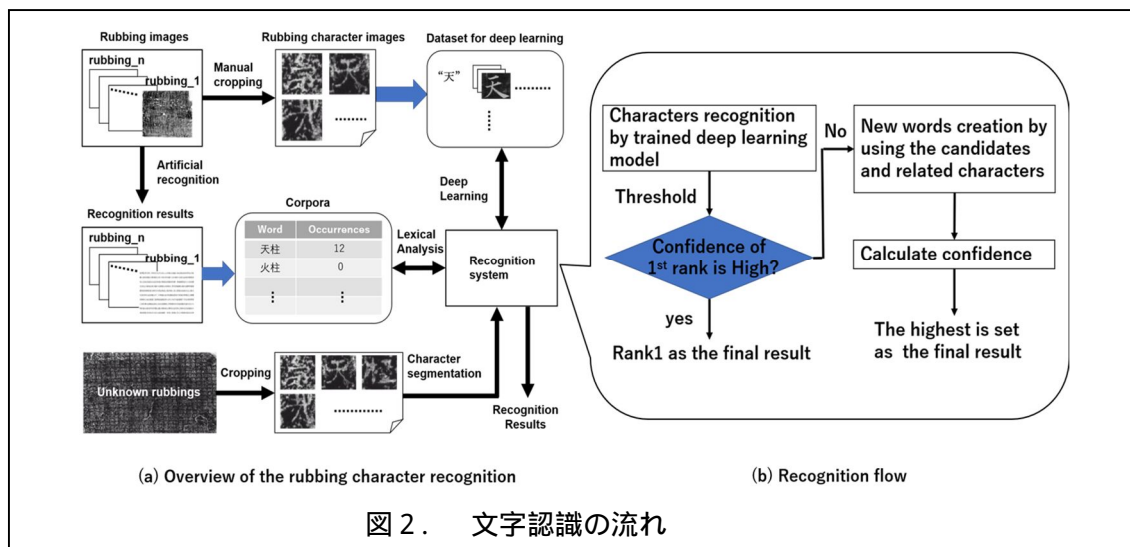 Rubbing images
rubbing_n
rubbing_1
Manual
cropping
Rubbing character images
Dataset for deep learning
"天"
天
Artificial
recognition
Deep
Learning
Recognition results
rubbing_n
rubbing_1
Corpora
Word Occurrences
天柱 12
火柱 0
Lexical
Analysis
Recognition
system
Unknown rubbings
Cropping
天 柱
Character
segmentation
Recognition
Results
(a) Overview of the rubbing character recognition
Characters recognition
by trained deep learning
model
Threshold
Confidence of
1st rank is High?
yes
Rank1 as the final result
No
New words creation by
using the candidates
and related characters
Calculate confidence
The highest is set
as the final result
(b) Recognition flow
図2. 文字認識の流れ